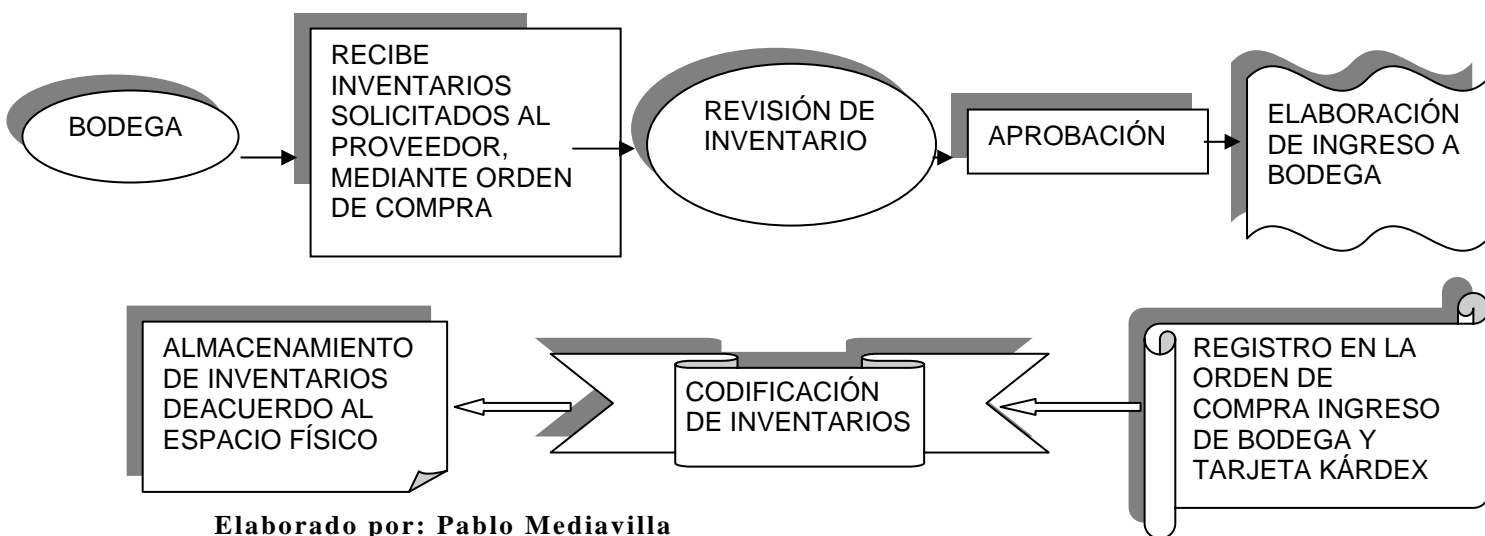 BODEGA
RECIBE
INVENTARIOS
SOLICITADOS AL
PROVEEDOR,
MEDIANTE ORDEN
DE COMPRA
REVISIÓN DE
INVENTARIO
APROBACIÓN
ELABORACIÓN
DE INGRESO A
BODEGA
REGISTRO EN LA
ORDEN DE
COMPRA INGRESO
DE BODEGA Y
TARJETA KÁRDEX
CODIFICACIÓN
DE INVENTARIOS
ALMACENAMIENTO
DE INVENTARIOS
DEACUERDO AL
ESPACIO FÍSICO
Elaborado por: Pablo Mediavilla